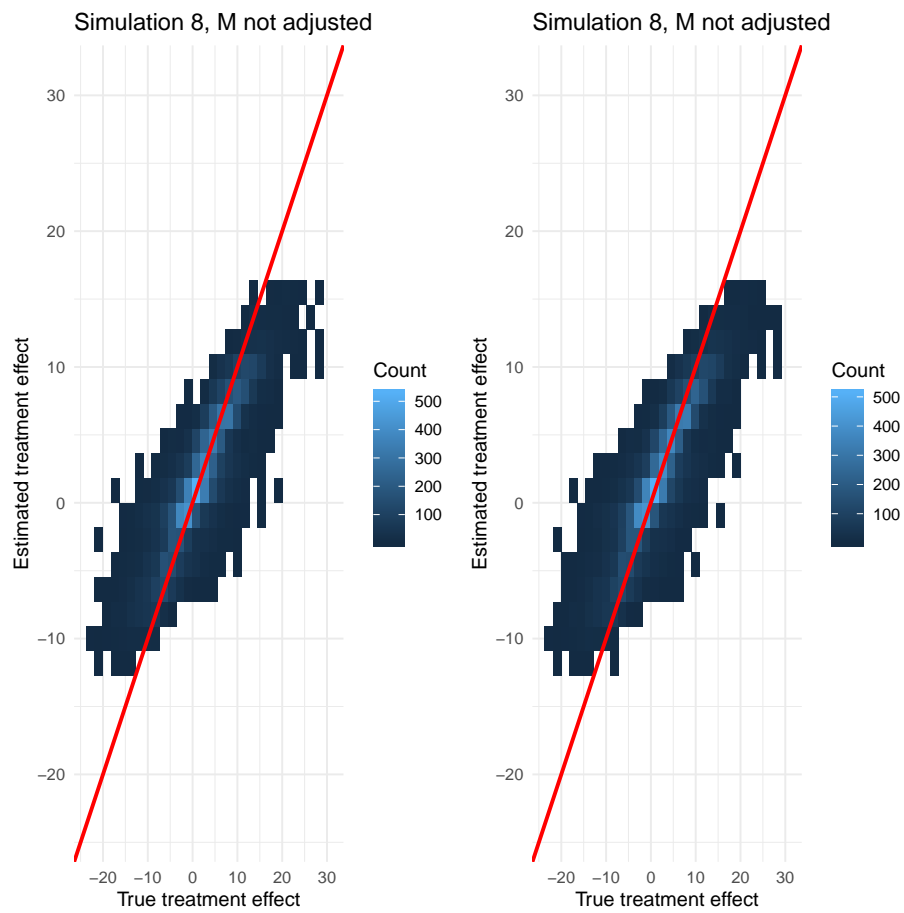 Simulation 8, M not adjusted
30
20
10
0
−10
−20
Estimated treatment effect
−20 −10 0 10 20 30
True treatment effect
Count
500
400
300
200
100
Simulation 8, M not adjusted
30
20
10
0
−10
−20
Estimated treatment effect
−20 −10 0 10 20 30
True treatment effect
Count
500
400
300
200
100